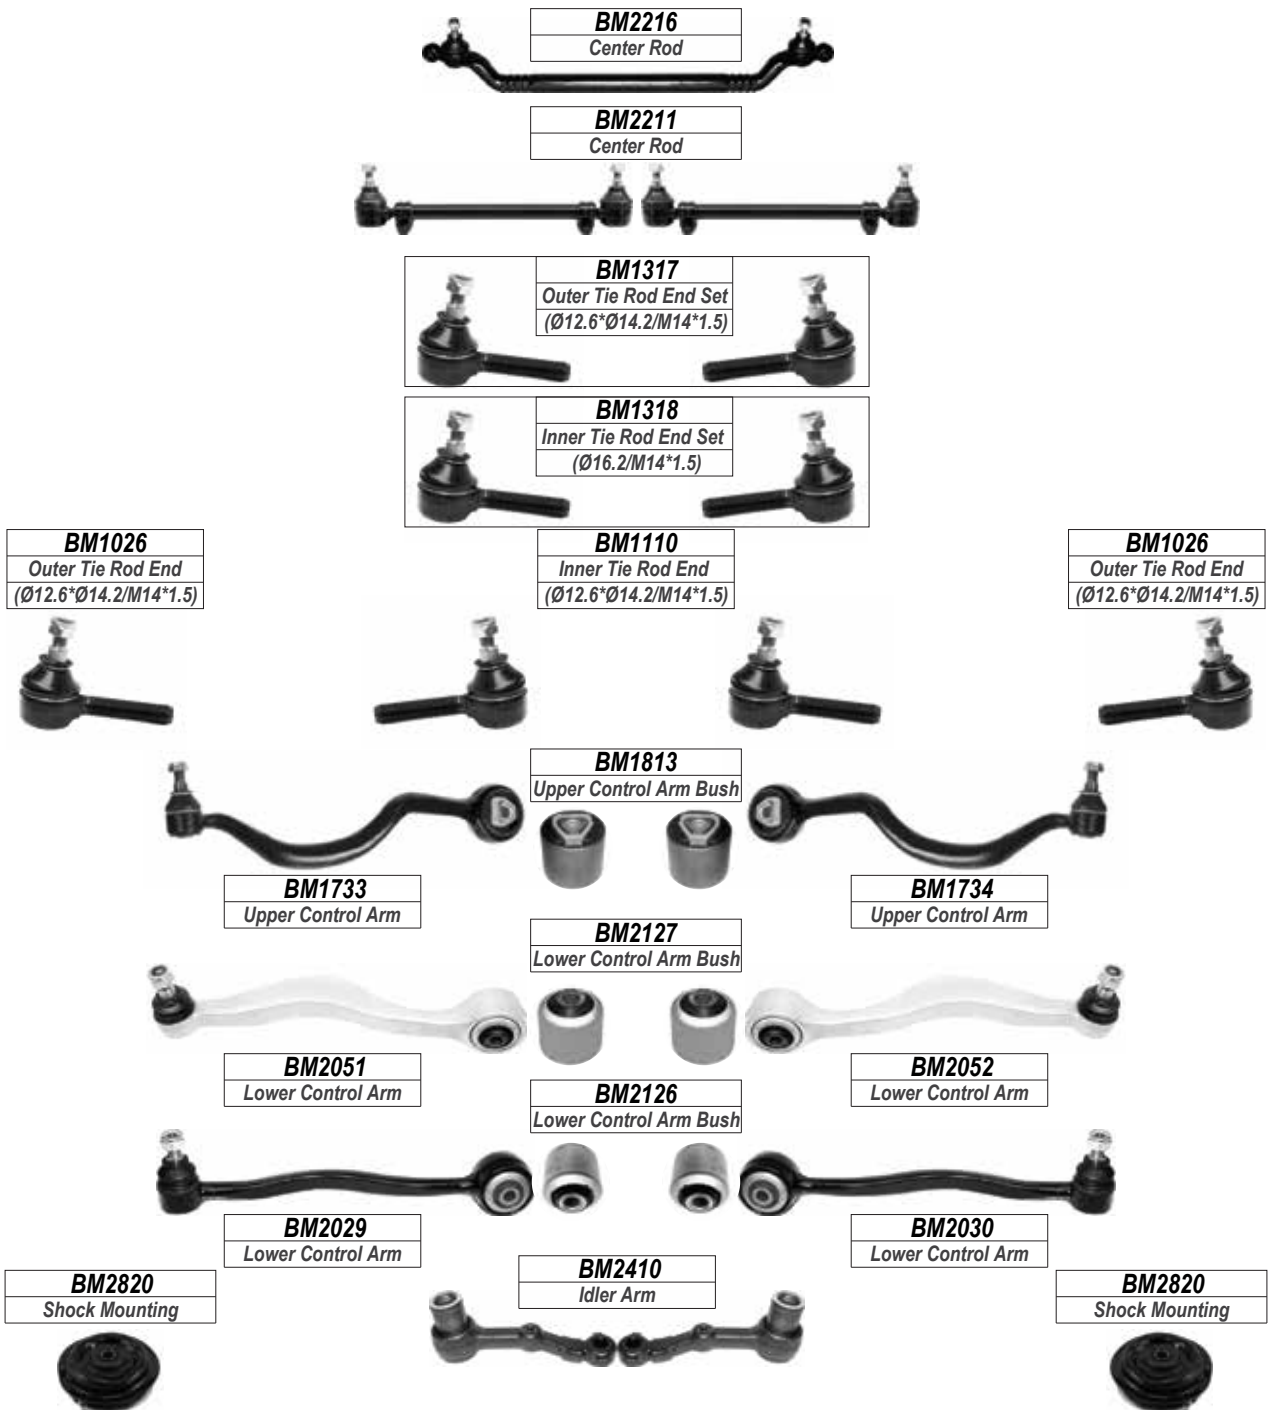 BM2216
Center Rod
BM2211
Center Rod
BM1317
Outer Tie Rod End Set
(Ø12.6*Ø14.2/M14*1.5)
BM1318
Inner Tie Rod End Set
(Ø16.2/M14*1.5)
BM1026
Outer Tie Rod End
(Ø12.6*Ø14.2/M14*1.5)
BM1110
Inner Tie Rod End
(Ø12.6*Ø14.2/M14*1.5)
BM1026
Outer Tie Rod End
(Ø12.6*Ø14.2/M14*1.5)
BM1813
Upper Control Arm Bush
BM1733
Upper Control Arm
BM1734
Upper Control Arm
BM2127
Lower Control Arm Bush
BM2051
Lower Control Arm
BM2052
Lower Control Arm
BM2126
Lower Control Arm Bush
BM2029
Lower Control Arm
BM2030
Lower Control Arm
BM2410
Idler Arm
BM2820
Shock Mounting
BM2820
Shock Mounting